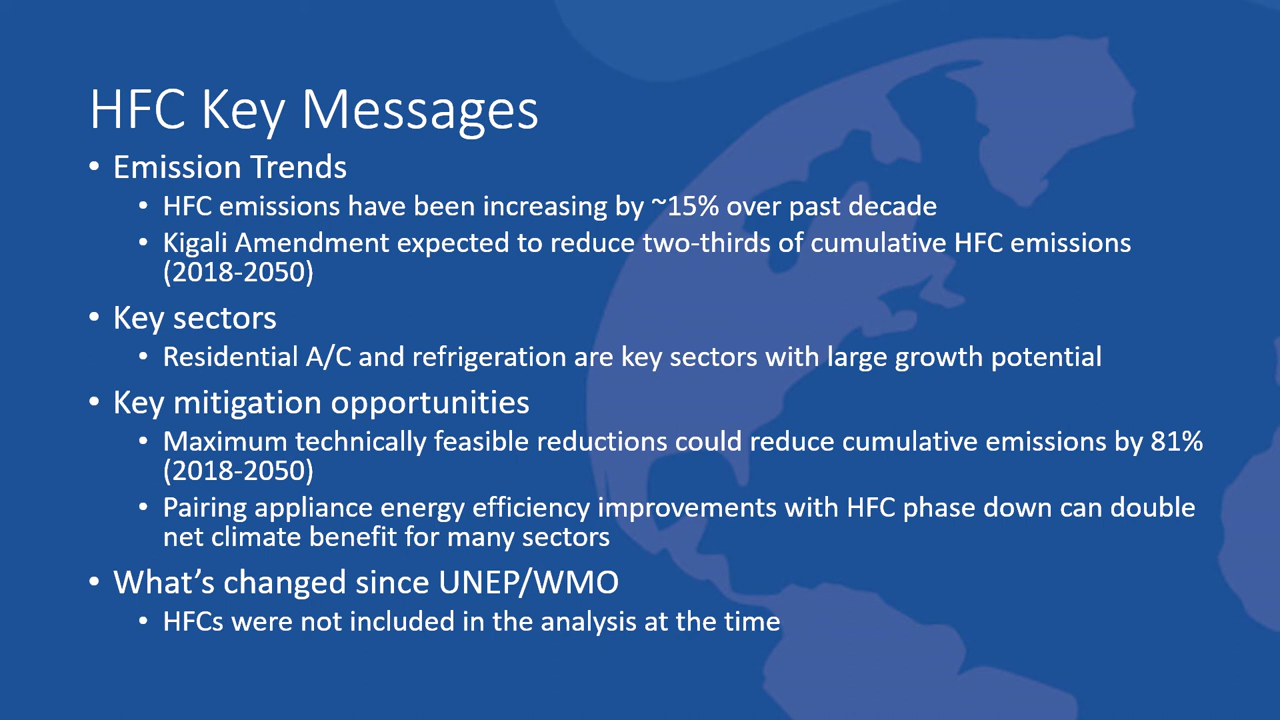 HFC Key Messages
• Emission Trends
• HFC emissions have been increasing by ~15% over past decade
• Kigali Amendment expected to reduce two-thirds of cumulative HFC emissions
(2018-2050)
• Key sectors
• Residential A/C and refrigeration are key sectors with large growth potential
• Key mitigation opportunities
• Maximum technically feasible reductions could reduce cumulative emissions by 81%
(2018-2050)
• Pairing appliance energy efficiency improvements with HFC phase down can double
net climate benefit for many sectors
• What’s changed since UNEP/WMO
• HFCs were not included in the analysis at the time